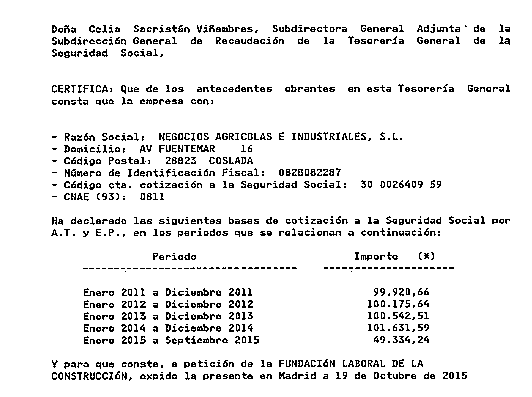 Doña Celia Sacristán Viñambres, Subdirectora General Adjunta de la
Subdirección General de Recaudación de la Tesorería General de la
Seguridad Social,
CERTIFICA: Que de los antecedentes obrantes en esta Tesorería General
consta que la empresa con:
- Razón Social: NEGOCIOS AGRICOLAS E INDUSTRIALES, S.L.
- Domicilio: AV FUENTEMAR 16
- Código Postal: 28823 COSLADA
- Número de Identificación Fiscal: 0B28082287
- Código cta. cotización a la Seguridad Social: 30 0026409 59
- CNAE (93): 0811
Ha declarado las siguientes bases de cotización a la Seguridad Social por
A.T. y E.P., en los periodos que se relacionan a continuación:
Periodo Importe (*)
Enero 2011 a Diciembre 2011 99.920,66
Enero 2012 a Diciembre 2012 100.175,64
Enero 2013 a Diciembre 2013 100.542,51
Enero 2014 a Diciembre 2014 101.631,59
Enero 2015 a Septiembre 2015 49.334,24
Y para que conste, a petición de la FUNDACIÓN LABORAL DE LA
CONSTRUCCIÓN, expido la presente en Madrid a 19 de Octubre de 2015